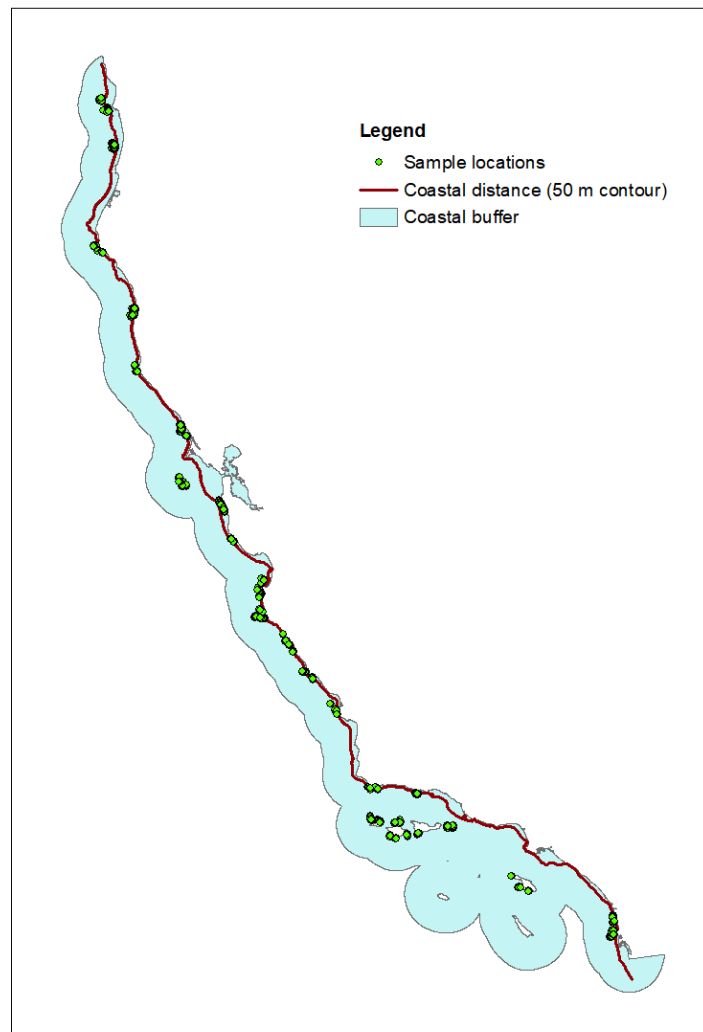 Legend
Sample locations
Coastal distance (50 m contour)
Coastal buffer